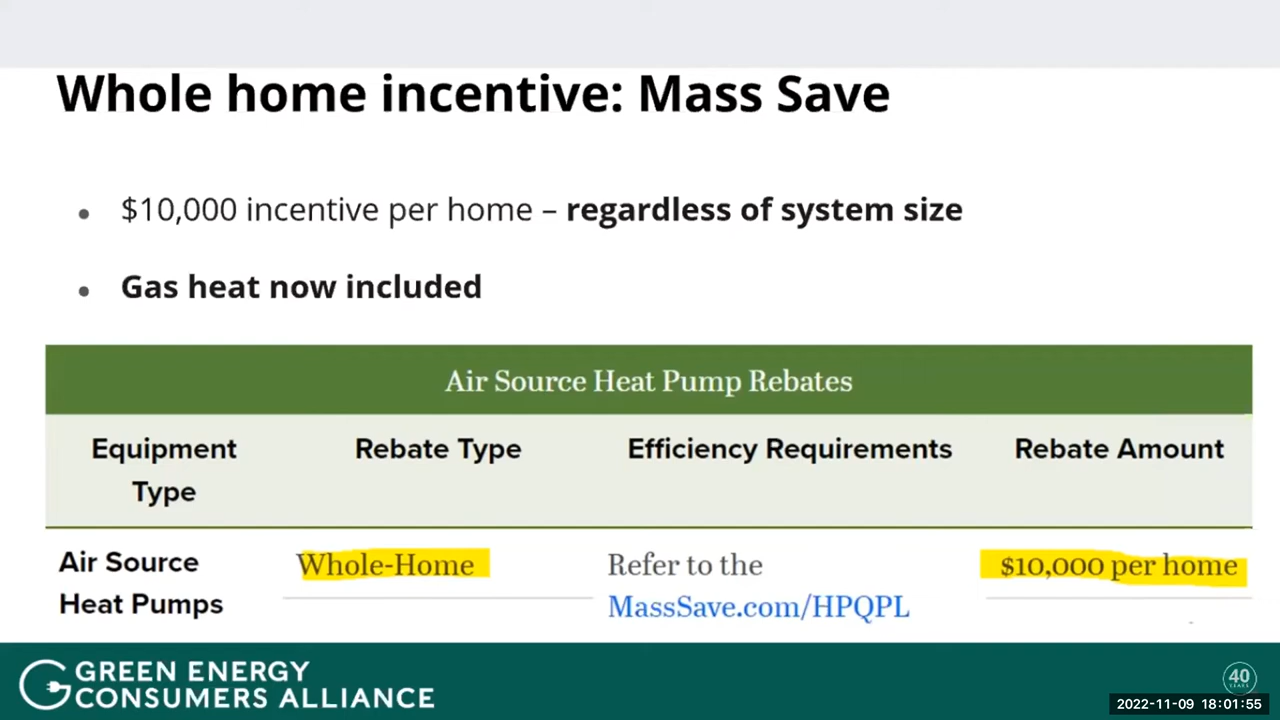 Whole home incentive: Mass Save
• $10,000 incentive per home – regardless of system size
• Gas heat now included
Air Source Heat Pump Rebates
Equipment Type
Rebate Type
Efficiency Requirements
Rebate Amount
Air Source
Heat Pumps
Whole-Home
Refer to the
MassSave.com/HPQPL
$10,000 per home
GREEN ENERGY
CONSUMERS ALLIANCE
40
YEARS
2022-11-09 18:01:55